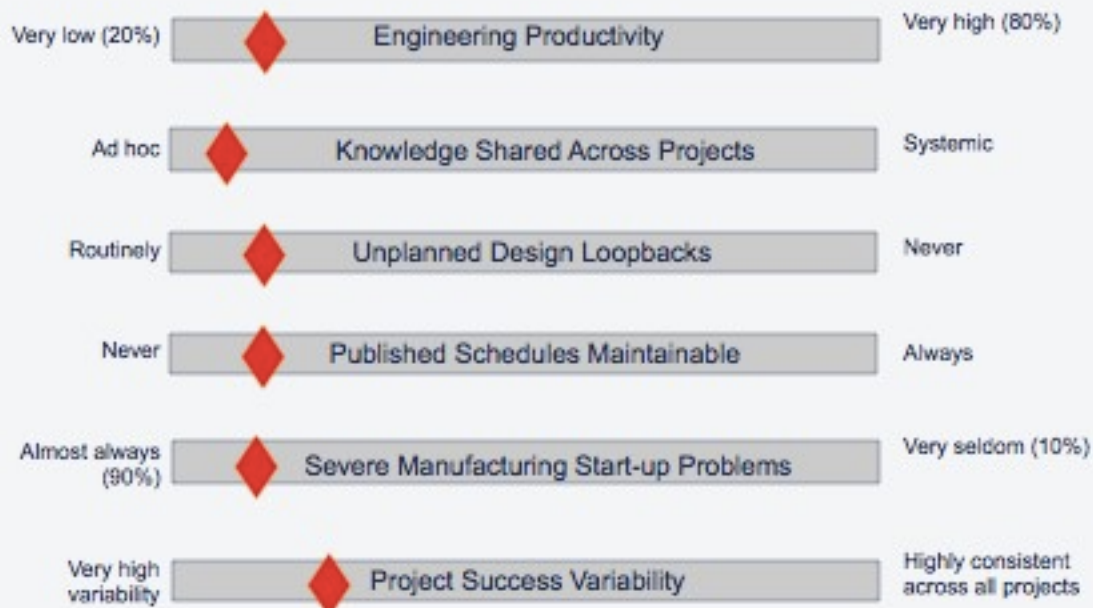 Very low (20%) Engineering Productivity Very high (80%)
Ad hoc Knowledge Shared Across Projects Systemic
Routinely Unplanned Design Loopbacks Never
Never Published Schedules Maintainable Always
Almost always
(90%) Severe Manufacturing Start-up Problems Very seldom (10%)
Very high
variability Project Success Variability Highly consistent
across all projects